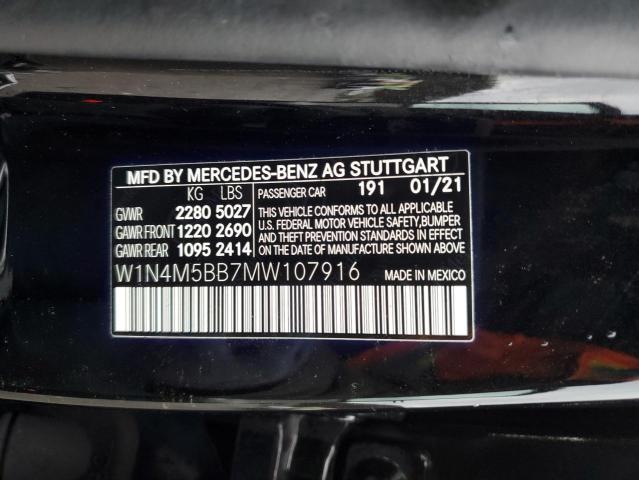 MFD BY MERCEDES-BENZ AG STUTTGART
KG LBS PASSENGER CAR 191 01/21
GVWR 2280 5027
GAWR FRONT 1220 2690
GAWR REAR 1095 2414
THIS VEHICLE CONFORMS TO ALL APPLICABLE
U.S. FEDERAL MOTOR VEHICLE SAFETY, BUMPER
AND THEFT PREVENTION STANDARDS IN EFFECT
ON THE DATE OF MANUFACTURE SHOWN ABOVE.
W1N4M5BB7MW107916 MADE IN MEXICO